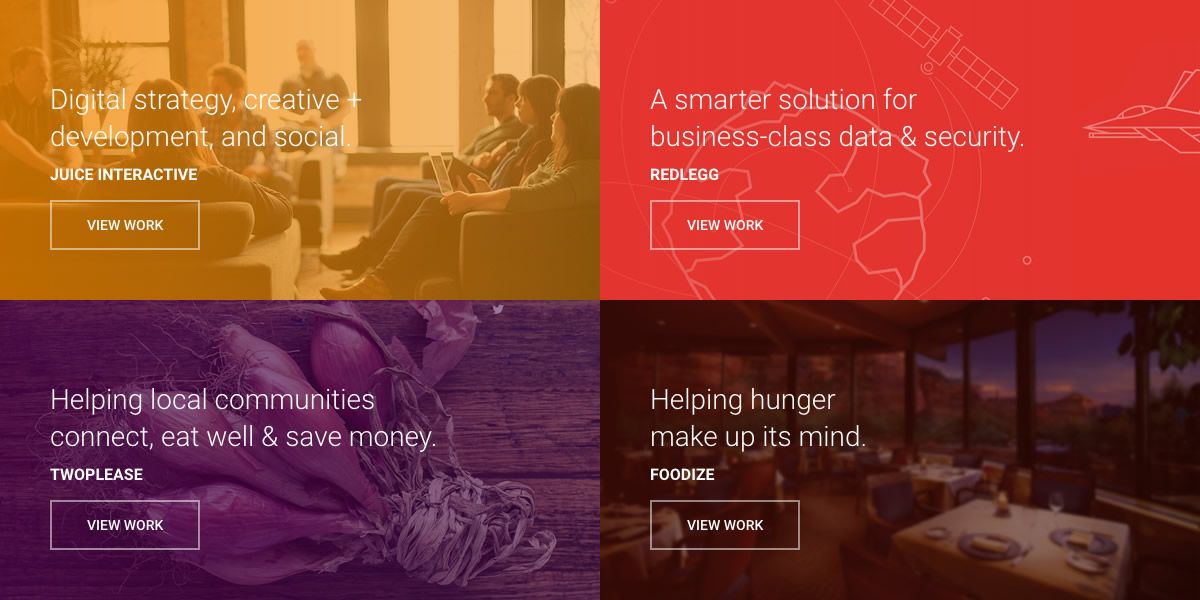 Digital strategy, creative +
development, and social.
JUICE INTERACTIVE
VIEW WORK
A smarter solution for
business-class data & security.
REDLEGG
VIEW WORK
Helping local communities
connect, eat well & save money.
TWOPLEASE
VIEW WORK
Helping hunger
make up its mind.
FOODIZE
VIEW WORK